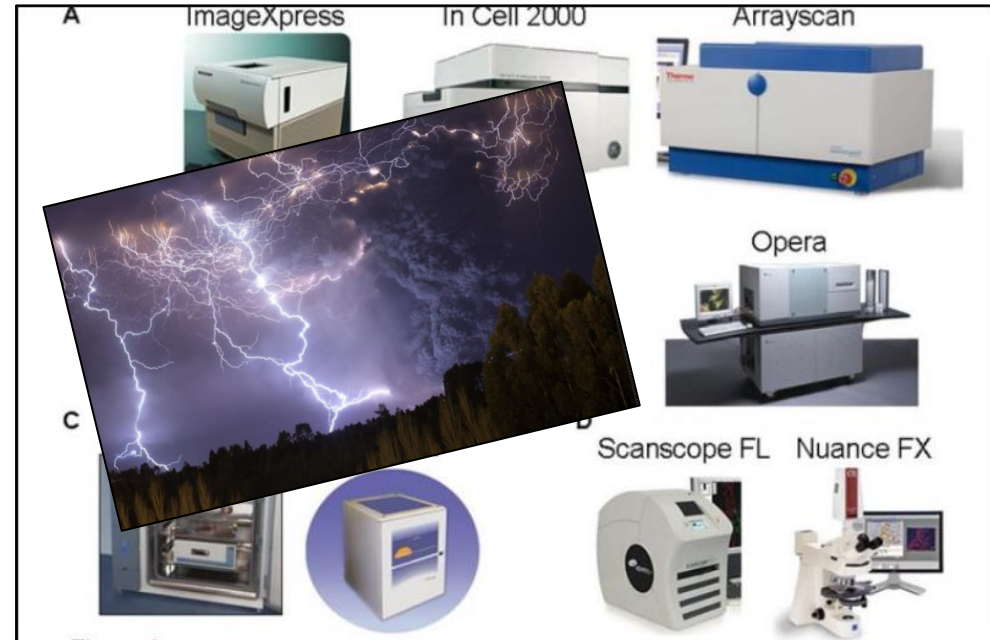 A
ImageXpress
In Cell 2000
Arrayscan
Thermo
Opera
C
D
Scanscope FL
Nuance FX